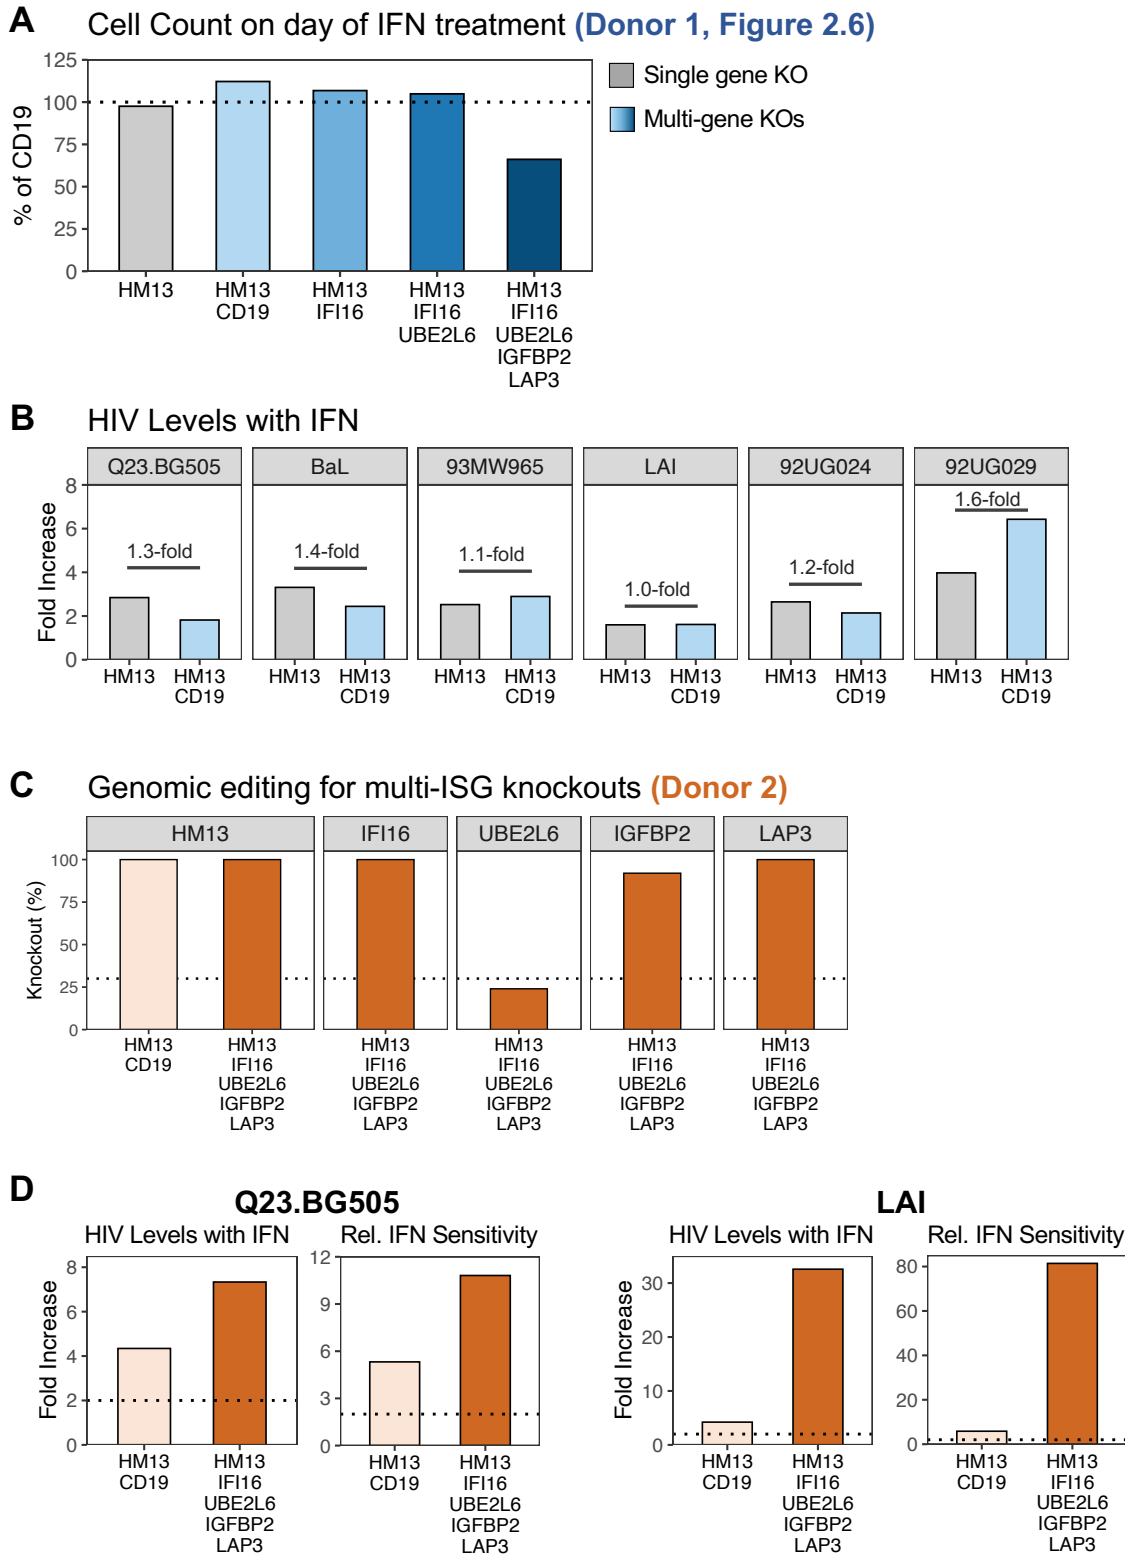 A
Cell Count on day of IFN treatment (Donor 1, Figure 2.6)
% of CD19
125
100
75
50
25
0
HM13
HM13
CD19
HM13
IFI16
HM13
IFI16
UBE2L6
HM13
IFI16
UBE2L6
IGFBP2
LAP3
Single gene KO
Multi-gene KOs
B
HIV Levels with IFN
Fold Increase
8
6
4
2
0
Q23.BG505
1.3-fold
HM13
HM13
CD19
BaL
1.4-fold
HM13
HM13
CD19
93MW965
1.1-fold
HM13
HM13
CD19
LAI
1.0-fold
HM13
HM13
CD19
92UG024
1.2-fold
HM13
HM13
CD19
92UG029
1.6-fold
HM13
HM13
CD19
C
Genomic editing for multi-ISG knockouts (Donor 2)
Knockout (%)
100
75
50
25
0
HM13
HM13
CD19
HM13
IFI16
UBE2L6
IGFBP2
LAP3
IFI16
HM13
IFI16
UBE2L6
IGFBP2
LAP3
UBE2L6
HM13
IFI16
UBE2L6
IGFBP2
LAP3
IGFBP2
HM13
IFI16
UBE2L6
IGFBP2
LAP3
LAP3
HM13
IFI16
UBE2L6
IGFBP2
LAP3
D
Q23.BG505
HIV Levels with IFN
Fold Increase
8
6
4
2
0
HM13
CD19
HM13
IFI16
UBE2L6
IGFBP2
LAP3
Rel. IFN Sensitivity
12
9
6
3
0
HM13
CD19
HM13
IFI16
UBE2L6
IGFBP2
LAP3
LAI
HIV Levels with IFN
Fold Increase
30
20
10
0
HM13
CD19
HM13
IFI16
UBE2L6
IGFBP2
LAP3
Rel. IFN Sensitivity
80
60
40
20
0
HM13
CD19
HM13
IFI16
UBE2L6
IGFBP2
LAP3